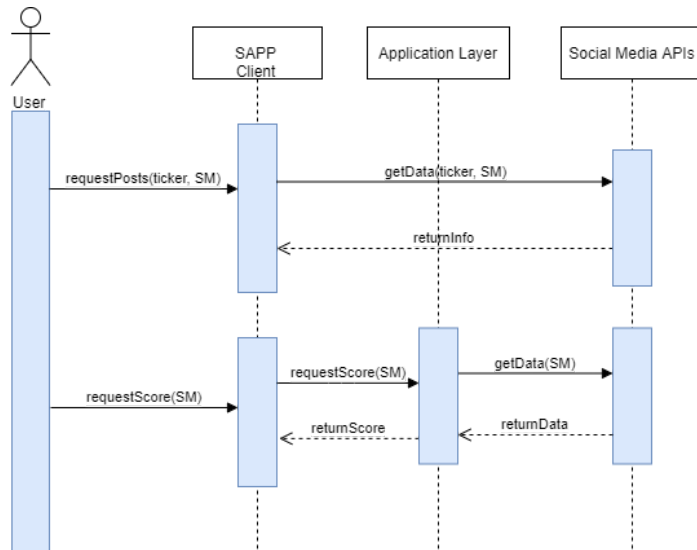 SAPP
Client
Application Layer
Social Media APIs
User
requestPosts(ticker, SM)
getData(ticker, SM)
returnInfo
requestScore(SM)
getData(SM)
requestScore(SM)
returnScore
returnData